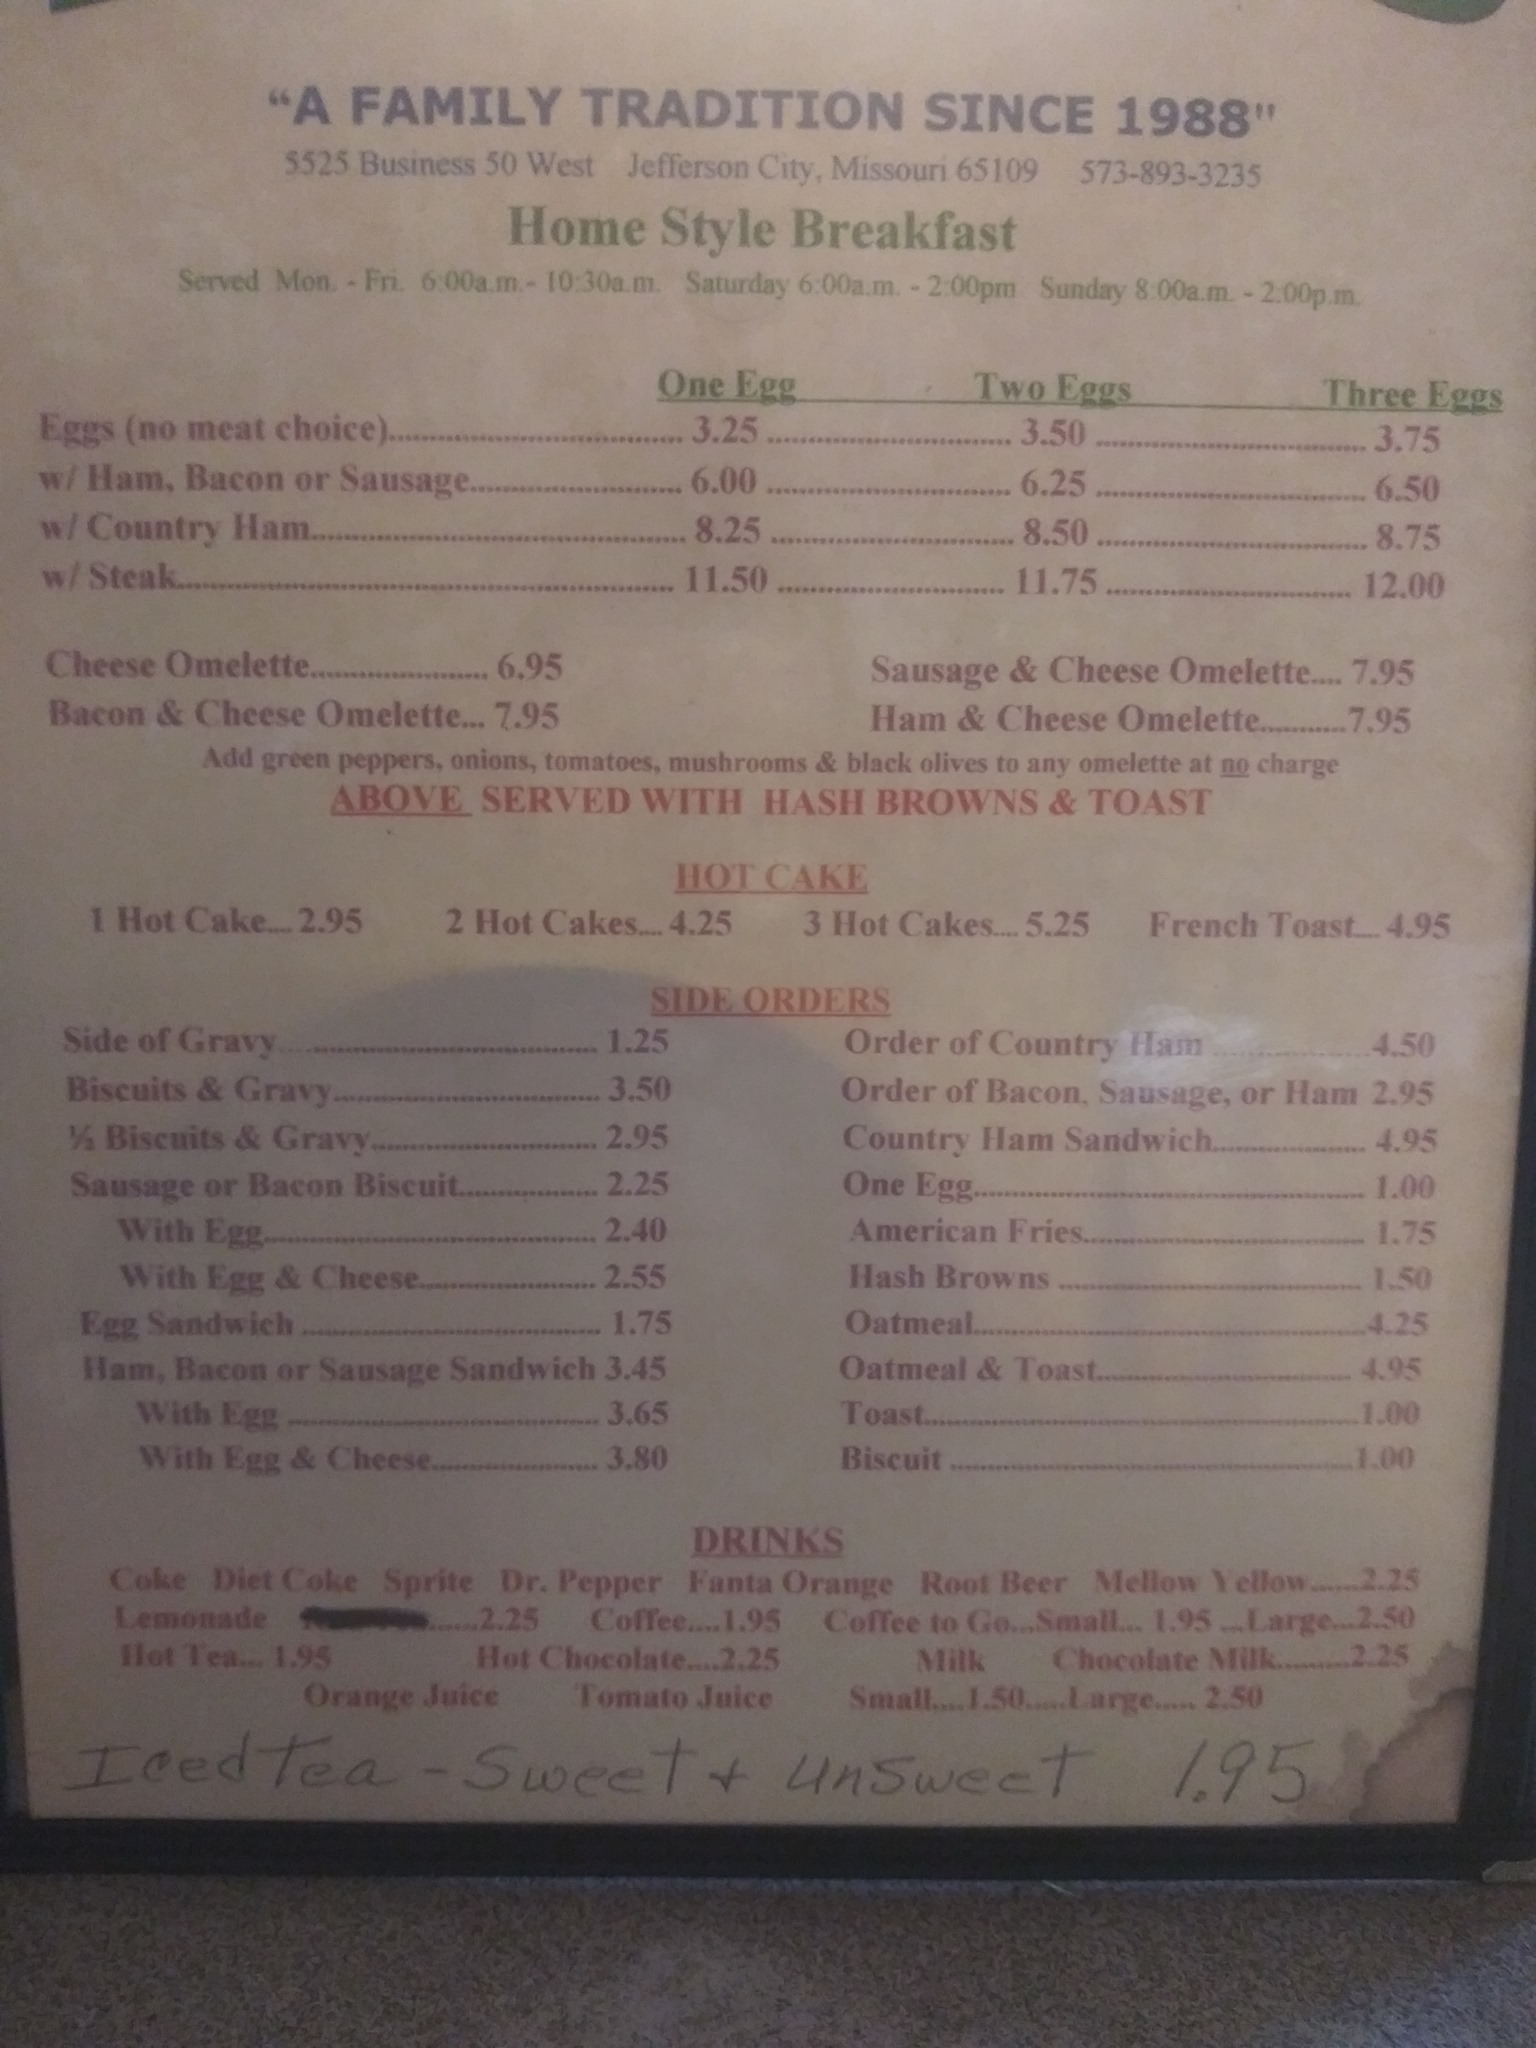 "A FAMILY TRADITION SINCE 1988"
5525 Business 50 West Jefferson City, Missouri 65109 573-893-3235
Home Style Breakfast
Served Mon. - Fri. 6:00a.m.- 10:30a.m. Saturday 6:00a.m. - 2:00pm Sunday 8:00a.m. - 2:00p.m.
One Egg Two Eggs Three Eggs
Eggs (no meat choice)........ 3.25 ........ 3.50 ........ 3.75
w/ Ham, Bacon or Sausage........ 6.00 ........ 6.25 ........ 6.50
w/ Country Ham........ 8.25 ........ 8.50 ........ 8.75
w/ Steak........ 11.50 ........ 11.75 ........ 12.00
Cheese Omelette........ 6.95 Sausage & Cheese Omelette.... 7.95
Bacon & Cheese Omelette... 7.95 Ham & Cheese Omelette...........7.95
Add green peppers, onions, tomatoes, mushrooms & black olives to any omelette at no charge
ABOVE SERVED WITH HASH BROWNS & TOAST
HOT CAKE
1 Hot Cake.... 2.95 2 Hot Cakes.... 4.25 3 Hot Cakes.... 5.25 French Toast.... 4.95
SIDE ORDERS
Side of Gravy ........ 1.25 Order of Country Ham ........ 4.50
Biscuits & Gravy........ 3.50 Order of Bacon, Sausage, or Ham 2.95
½ Biscuits & Gravy........ 2.95 Country Ham Sandwich........ 4.95
Sausage or Bacon Biscuit........ 2.25 One Egg........ 1.00
With Egg........ 2.40 American Fries........ 1.75
With Egg & Cheese........ 2.55 Hash Browns ........ 1.50
Egg Sandwich ........ 1.75 Oatmeal........ 4.25
Ham, Bacon or Sausage Sandwich 3.45 Oatmeal & Toast........ 4.95
With Egg ........ 3.65 Toast........1.00
With Egg & Cheese........ 3.80 Biscuit ........1.00
DRINKS
Coke Diet Coke Sprite Dr. Pepper Fanta Orange Root Beer Mellow Yellow......2.25
Lemonade ......2.25 Coffee....1.95 Coffee to Go...Small... 1.95 ...Large...2.50
Hot Tea... 1.95 Hot Chocolate....2.25 Milk Chocolate Milk.........2.25
Orange Juice Tomato Juice Small....1.50.....Large..... 2.50
Iced Tea - Sweet + UnSweet 1.95